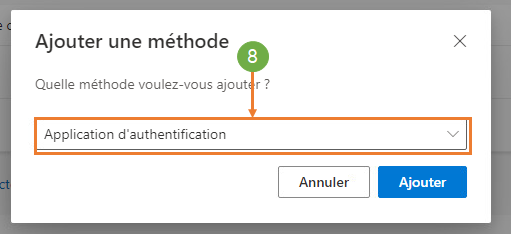 Ajouter une méthode
8
Quelle méthode voulez-vous ajouter ?
Application d'authentification
Annuler
Ajouter